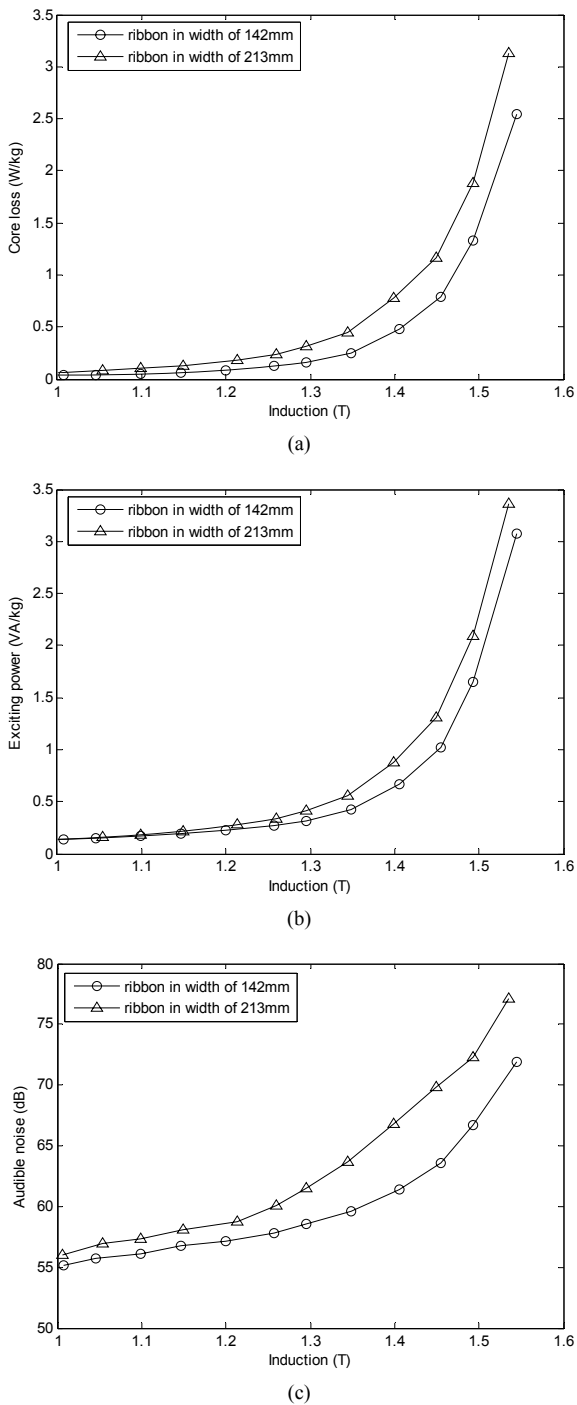 ribbon in width of 142mm
ribbon in width of 213mm
3.5
3
2.5
2
1.5
1
0.5
0
Core loss (W/kg)
1 1.1 1.2 1.3 1.4 1.5 1.6
Induction (T)
(a)
ribbon in width of 142mm
ribbon in width of 213mm
3.5
3
2.5
2
1.5
1
0.5
0
Exciting power (VA/kg)
1 1.1 1.2 1.3 1.4 1.5 1.6
Induction (T)
(b)
ribbon in width of 142mm
ribbon in width of 213mm
80
75
70
65
60
55
50
Audible noise (dB)
1 1.1 1.2 1.3 1.4 1.5 1.6
Induction (T)
(c)